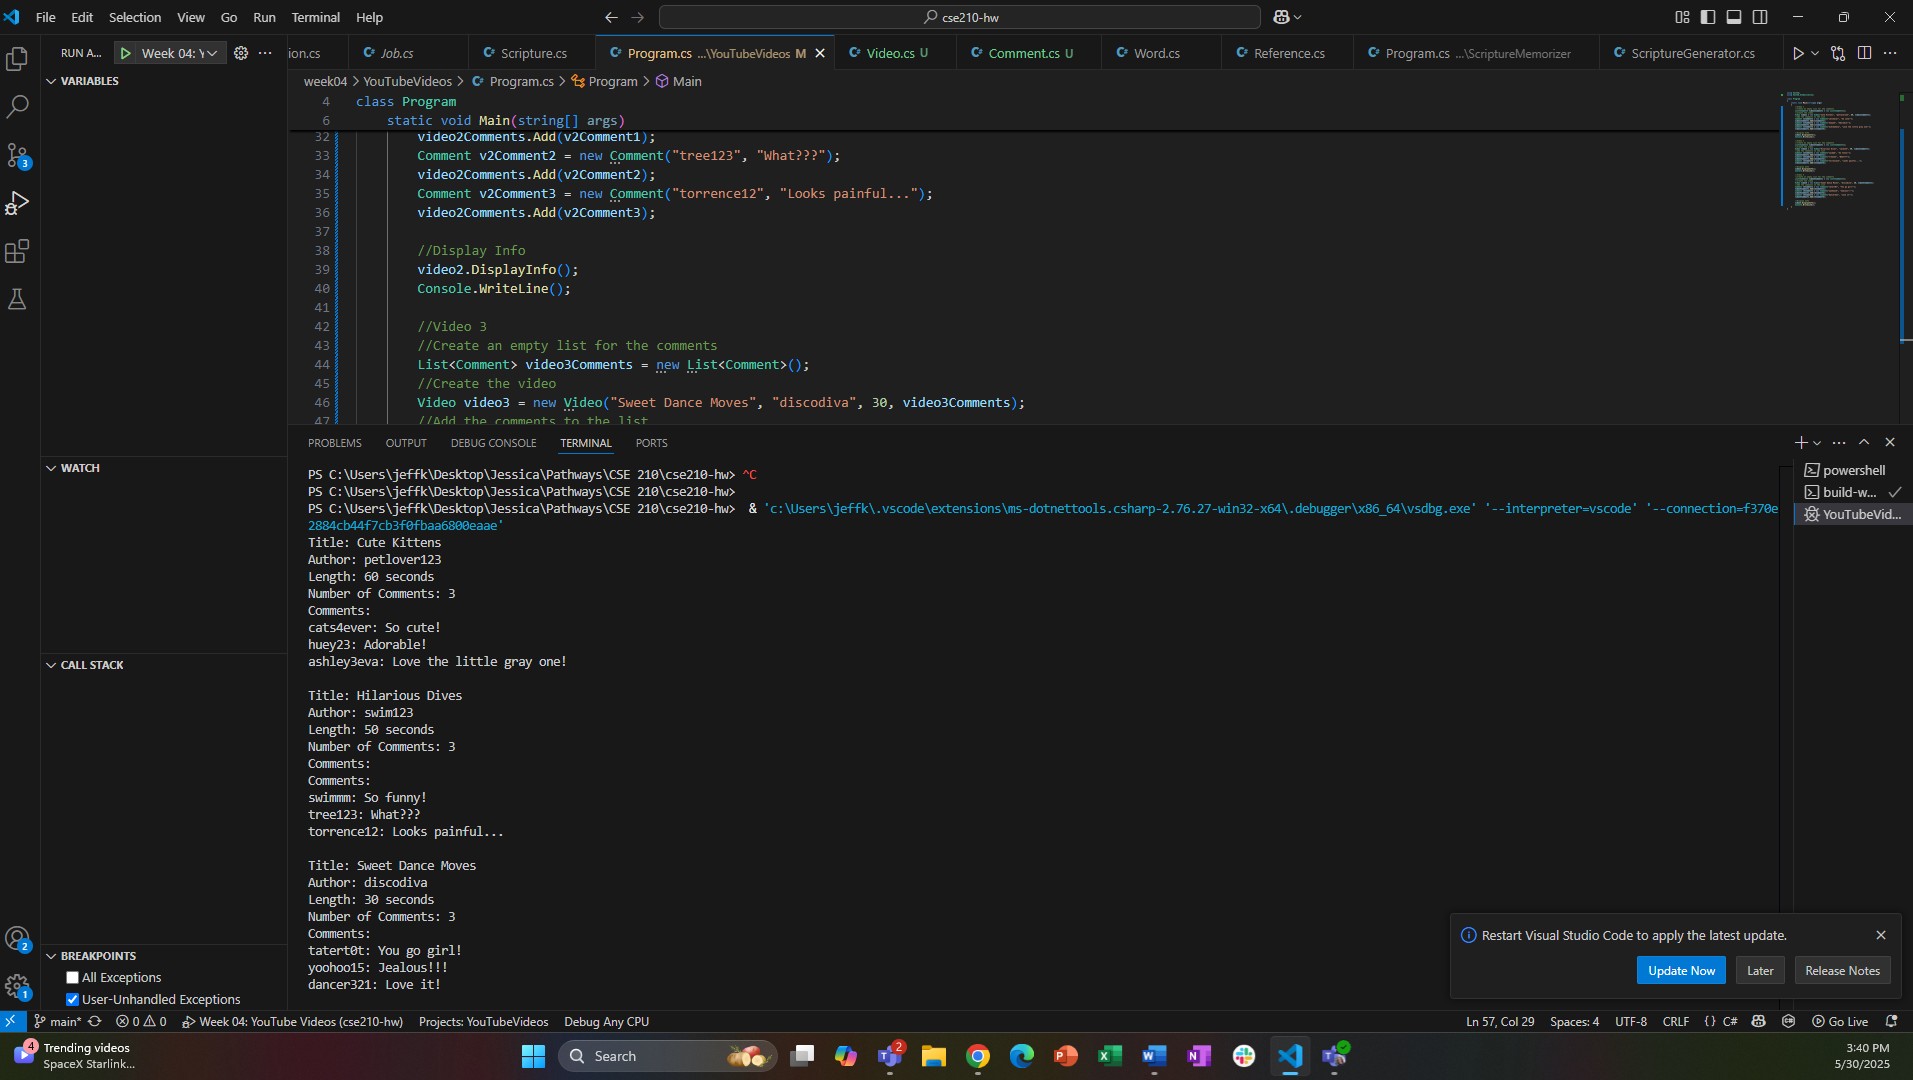 File Edit Selection View Go Run Terminal Help
cse210-hw
RUN A... Week 04: Y
ion.cs Job.cs Scripture.cs Program.cs ...\YouTubeVideos M Video.cs U Comment.cs U Word.cs Reference.cs Program.cs ...\ScriptureMemorizer ScriptureGenerator.cs
VARIABLES
week04 > YouTubeVideos > Program.cs > Program > Main
4 class Program
6 static void Main(string[] args)
32 video2Comments.Add(v2Comment1);
33 Comment v2Comment2 = new Comment("tree123", "What???");
34 video2Comments.Add(v2Comment2);
35 Comment v2Comment3 = new Comment("torrence12", "Looks painful...");
36 video2Comments.Add(v2Comment3);
37
38 //Display Info
39 video2.DisplayInfo();
40 Console.WriteLine();
41
42 //Video 3
43 //Create an empty list for the comments
44 List<Comment> video3Comments = new List<Comment>();
45 //Create the video
46 Video video3 = new Video("Sweet Dance Moves", "discodiva", 30, video3Comments);
47 //Add the comments to the list
PROBLEMS OUTPUT DEBUG CONSOLE TERMINAL PORTS
WATCH
CALL STACK
BREAKPOINTS
All Exceptions
User-Unhandled Exceptions
PS C:\Users\jeffk\Desktop\Jessica\Pathways\CSE 210\cse210-hw> ^C
PS C:\Users\jeffk\Desktop\Jessica\Pathways\CSE 210\cse210-hw>
PS C:\Users\jeffk\Desktop\Jessica\Pathways\CSE 210\cse210-hw> & 'c:\Users\jeffk\.vscode\extensions\ms-dotnettools.csharp-2.76.27-win32-x64\.debugger\x86_64\vsdbg.exe' '--interpreter=vscode' '--connection=f370e
2884cb44f7cb3f0fbaa6800eaae'
Title: Cute Kittens
Author: petlover123
Length: 60 seconds
Number of Comments: 3
Comments:
cats4ever: So cute!
huey23: Adorable!
ashley3eva: Love the little gray one!
Title: Hilarious Dives
Author: swim123
Length: 50 seconds
Number of Comments: 3
Comments:
Comments:
swimmm: So funny!
tree123: What???
torrence12: Looks painful...
Title: Sweet Dance Moves
Author: discodiva
Length: 30 seconds
Number of Comments: 3
Comments:
tatert0t: You go girl!
yoohoo15: Jealous!!!
dancer321: Love it!
powershell
build-w...
YouTubeVid...
3
2
1
Restart Visual Studio Code to apply the latest update.
Update Now Later Release Notes
main* 0 0 Week 04: YouTube Videos (cse210-hw) Projects: YouTubeVideos Debug Any CPU Ln 57, Col 29 Spaces: 4 UTF-8 CRLF {} C# Go Live
4 Trending videos
SpaceX Starlink...
Search
2
3:40 PM
5/30/2025